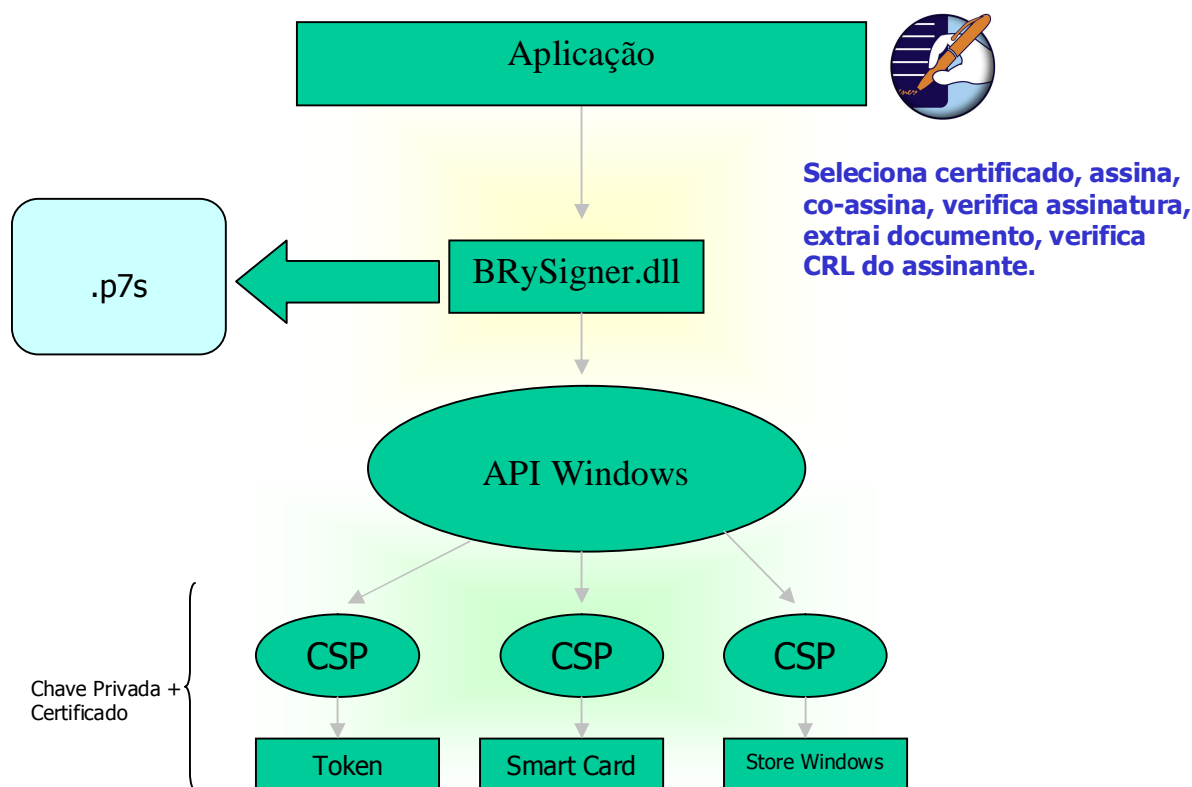 Aplicação
Seleciona certificado, assina,
co-assina, verifica assinatura,
extrai documento, verifica
CRL do assinante.
BRySigner.dll
.p7s
API Windows
CSP
CSP
CSP
Chave Privada +
Certificado
Token
Smart Card
Store Windows